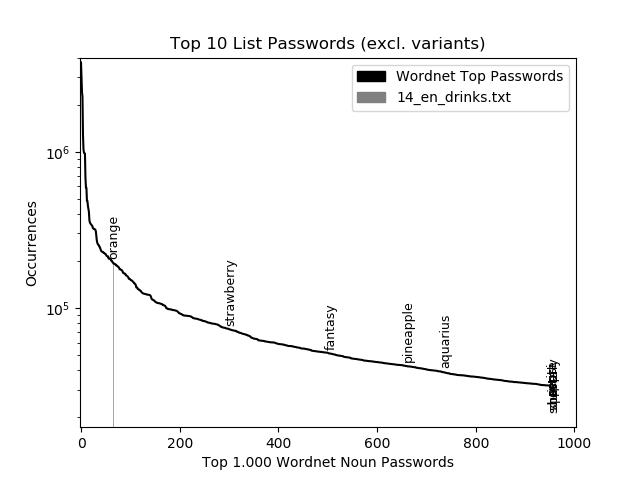 Top 10 List Passwords (excl. variants)
Wordnet Top Passwords
14_en_drinks.txt
10^6
10^5
Occurrences
orange
strawberry
fantasy
pineapple
aquarius
0 200 400 600 800 1000
Top 1.000 Wordnet Noun Passwords